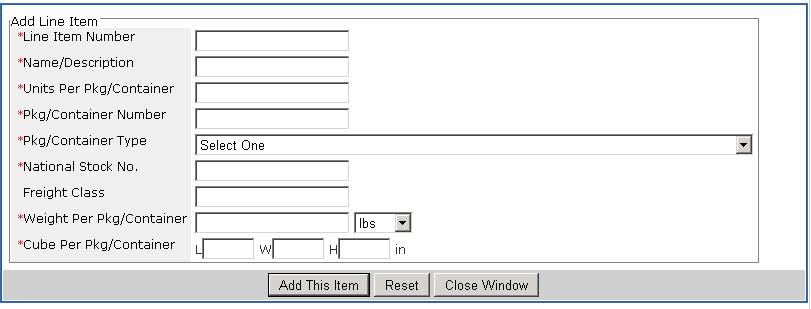 Add Line Item
*Line Item Number
*Name/Description
*Units Per Pkg/Container
*Pkg/Container Number
*Pkg/Container Type Select One
*National Stock No.
Freight Class
*Weight Per Pkg/Container lbs
*Cube Per Pkg/Container L W H in
Add This Item Reset Close Window